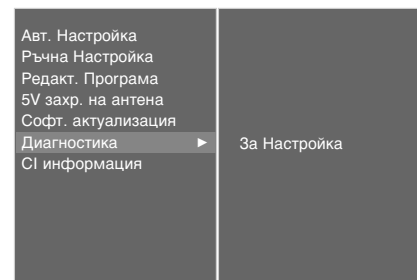 Авт. Настройка
Ръчна Настройка
Редакт. Програма
5V захр. на антена
Софт. актуализация
Диагностика ►
За Настройка
CI информация